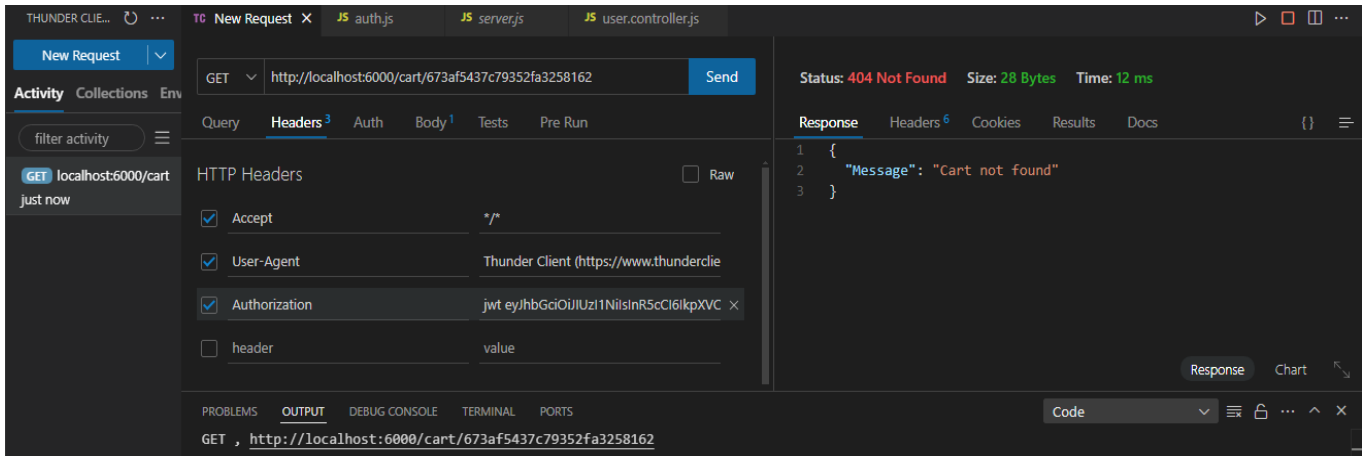 THUNDER CLIE... ···
TC New Request × JS auth.js JS server.js JS user.controller.js ···
New Request
Activity Collections Env
filter activity
GET localhost:6000/cart
just now
GET http://localhost:6000/cart/673af5437c79352fa3258162 Send
Query Headers 3 Auth Body 1 Tests Pre Run
HTTP Headers Raw
Accept */*
User-Agent Thunder Client (https://www.thunderclie
Authorization jwt eyJhbGciOiJIUzI1NiIsInR5cCI6IkpXVC ×
header value
Status: 404 Not Found Size: 28 Bytes Time: 12 ms
Response Headers 6 Cookies Results Docs {}
1 {
2 "Message": "Cart not found"
3 }
Response Chart
PROBLEMS OUTPUT DEBUG CONSOLE TERMINAL PORTS Code ···
GET , http://localhost:6000/cart/673af5437c79352fa3258162